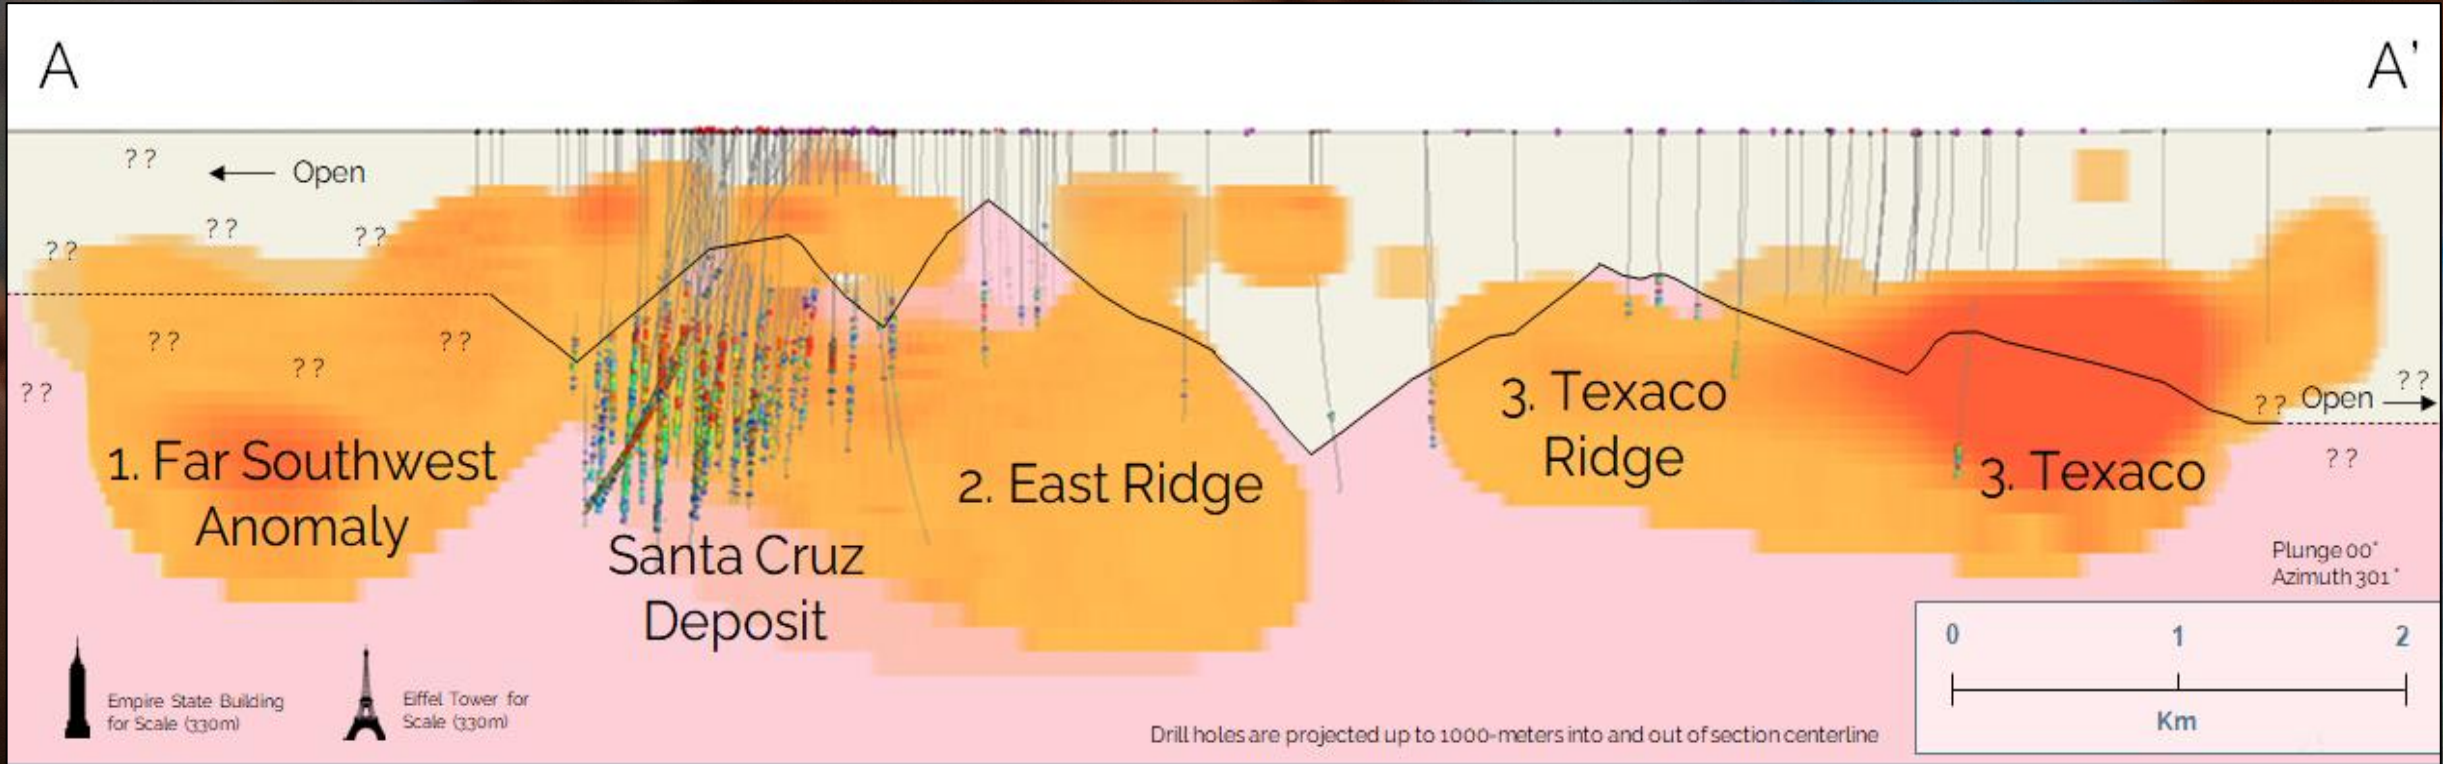 A
A'
? ?
← Open
? ?
? ?
? ?
? ?
? ?
? ?
? ?
1. Far Southwest
Anomaly
Santa Cruz
Deposit
2. East Ridge
3. Texaco
Ridge
3. Texaco
? ? Open →
? ?
? ?
Plunge 00°
Azimuth 301°
0 1 2
Km
Empire State Building
for Scale (330m)
Eiffel Tower for
Scale (330m)
Drill holes are projected up to 1000-meters into and out of section centerline